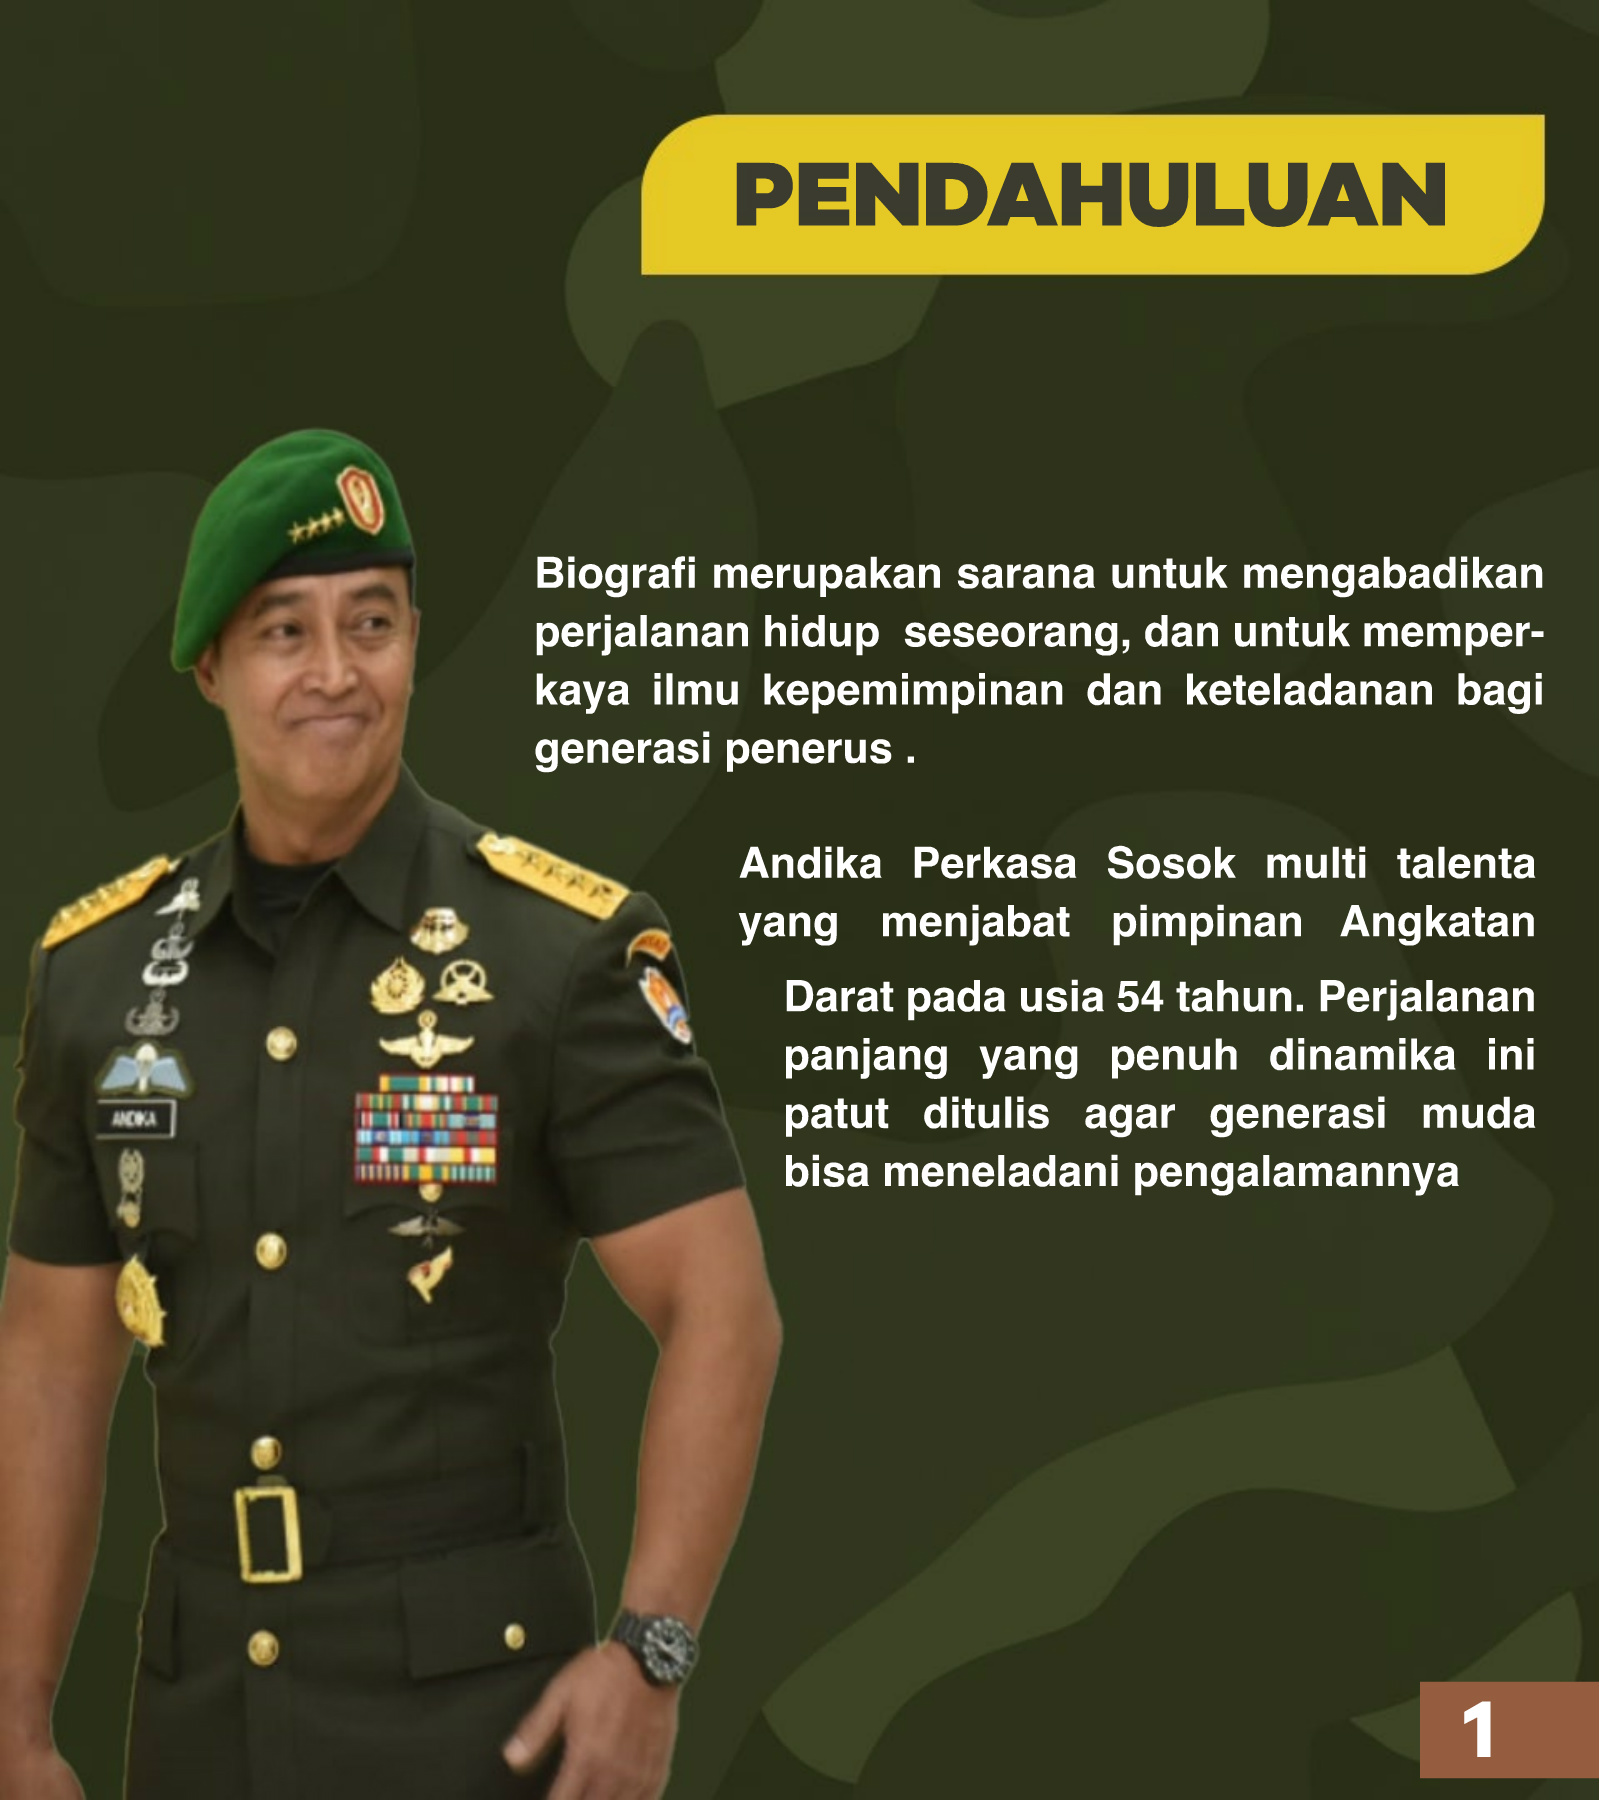 PENDAHULUAN
Biografi merupakan sarana untuk mengabadikan
perjalanan hidup  seseorang, dan untuk memper-
kaya ilmu kepemimpinan dan keteladanan bagi
generasi penerus .
Andika Perkasa Sosok multi talenta
yang menjabat pimpinan Angkatan
Darat pada usia 54 tahun. Perjalanan
panjang yang penuh dinamika ini
patut ditulis agar generasi muda
bisa meneladani pengalamannya
ANDIKA
1